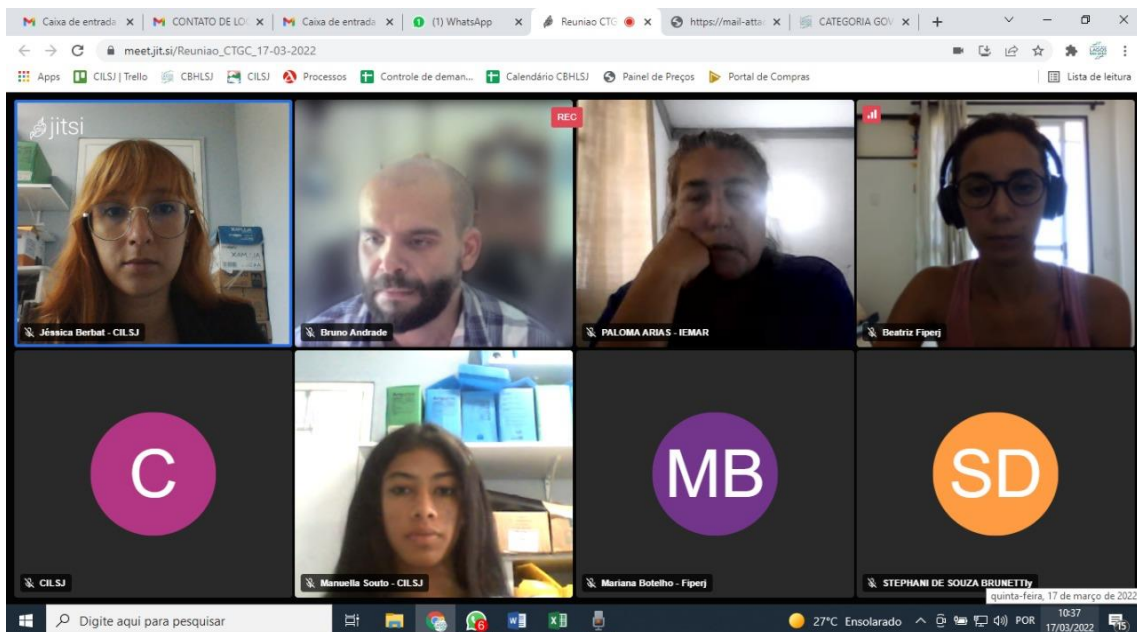 Caixa de entrada
CONTATO DE LOC
Caixa de entrada
(1) WhatsApp
Reuniao CTG
https://mail-attac
CATEGORIA GOV
meet.jit.si/Reuniao_CTGC_17-03-2022
Apps
CILSJ | Trello
CBHLSJ
CILSJ
Processos
Controle de deman...
Calendário CBHLSJ
Painel de Preços
Portal de Compras
Lista de leitura
jitsi
REC
Jéssica Berbat - CILSJ
Bruno Andrade
PALOMA ARIAS - IEMAR
Beatriz Fiperj
C
MB
SD
CILSJ
Manuella Souto - CILSJ
Mariana Botelho - Fiperj
STEPHANI DE SOUZA BRUNETTIy
quinta-feira, 17 de março de 2022
Digite aqui para pesquisar
6
27°C Ensolarado
POR
10:37
17/03/2022
15